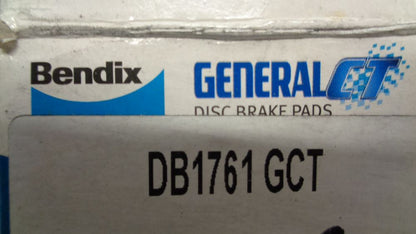 Bendix
GENERAL CT
DISC BRAKE PADS
DB1761 GCT